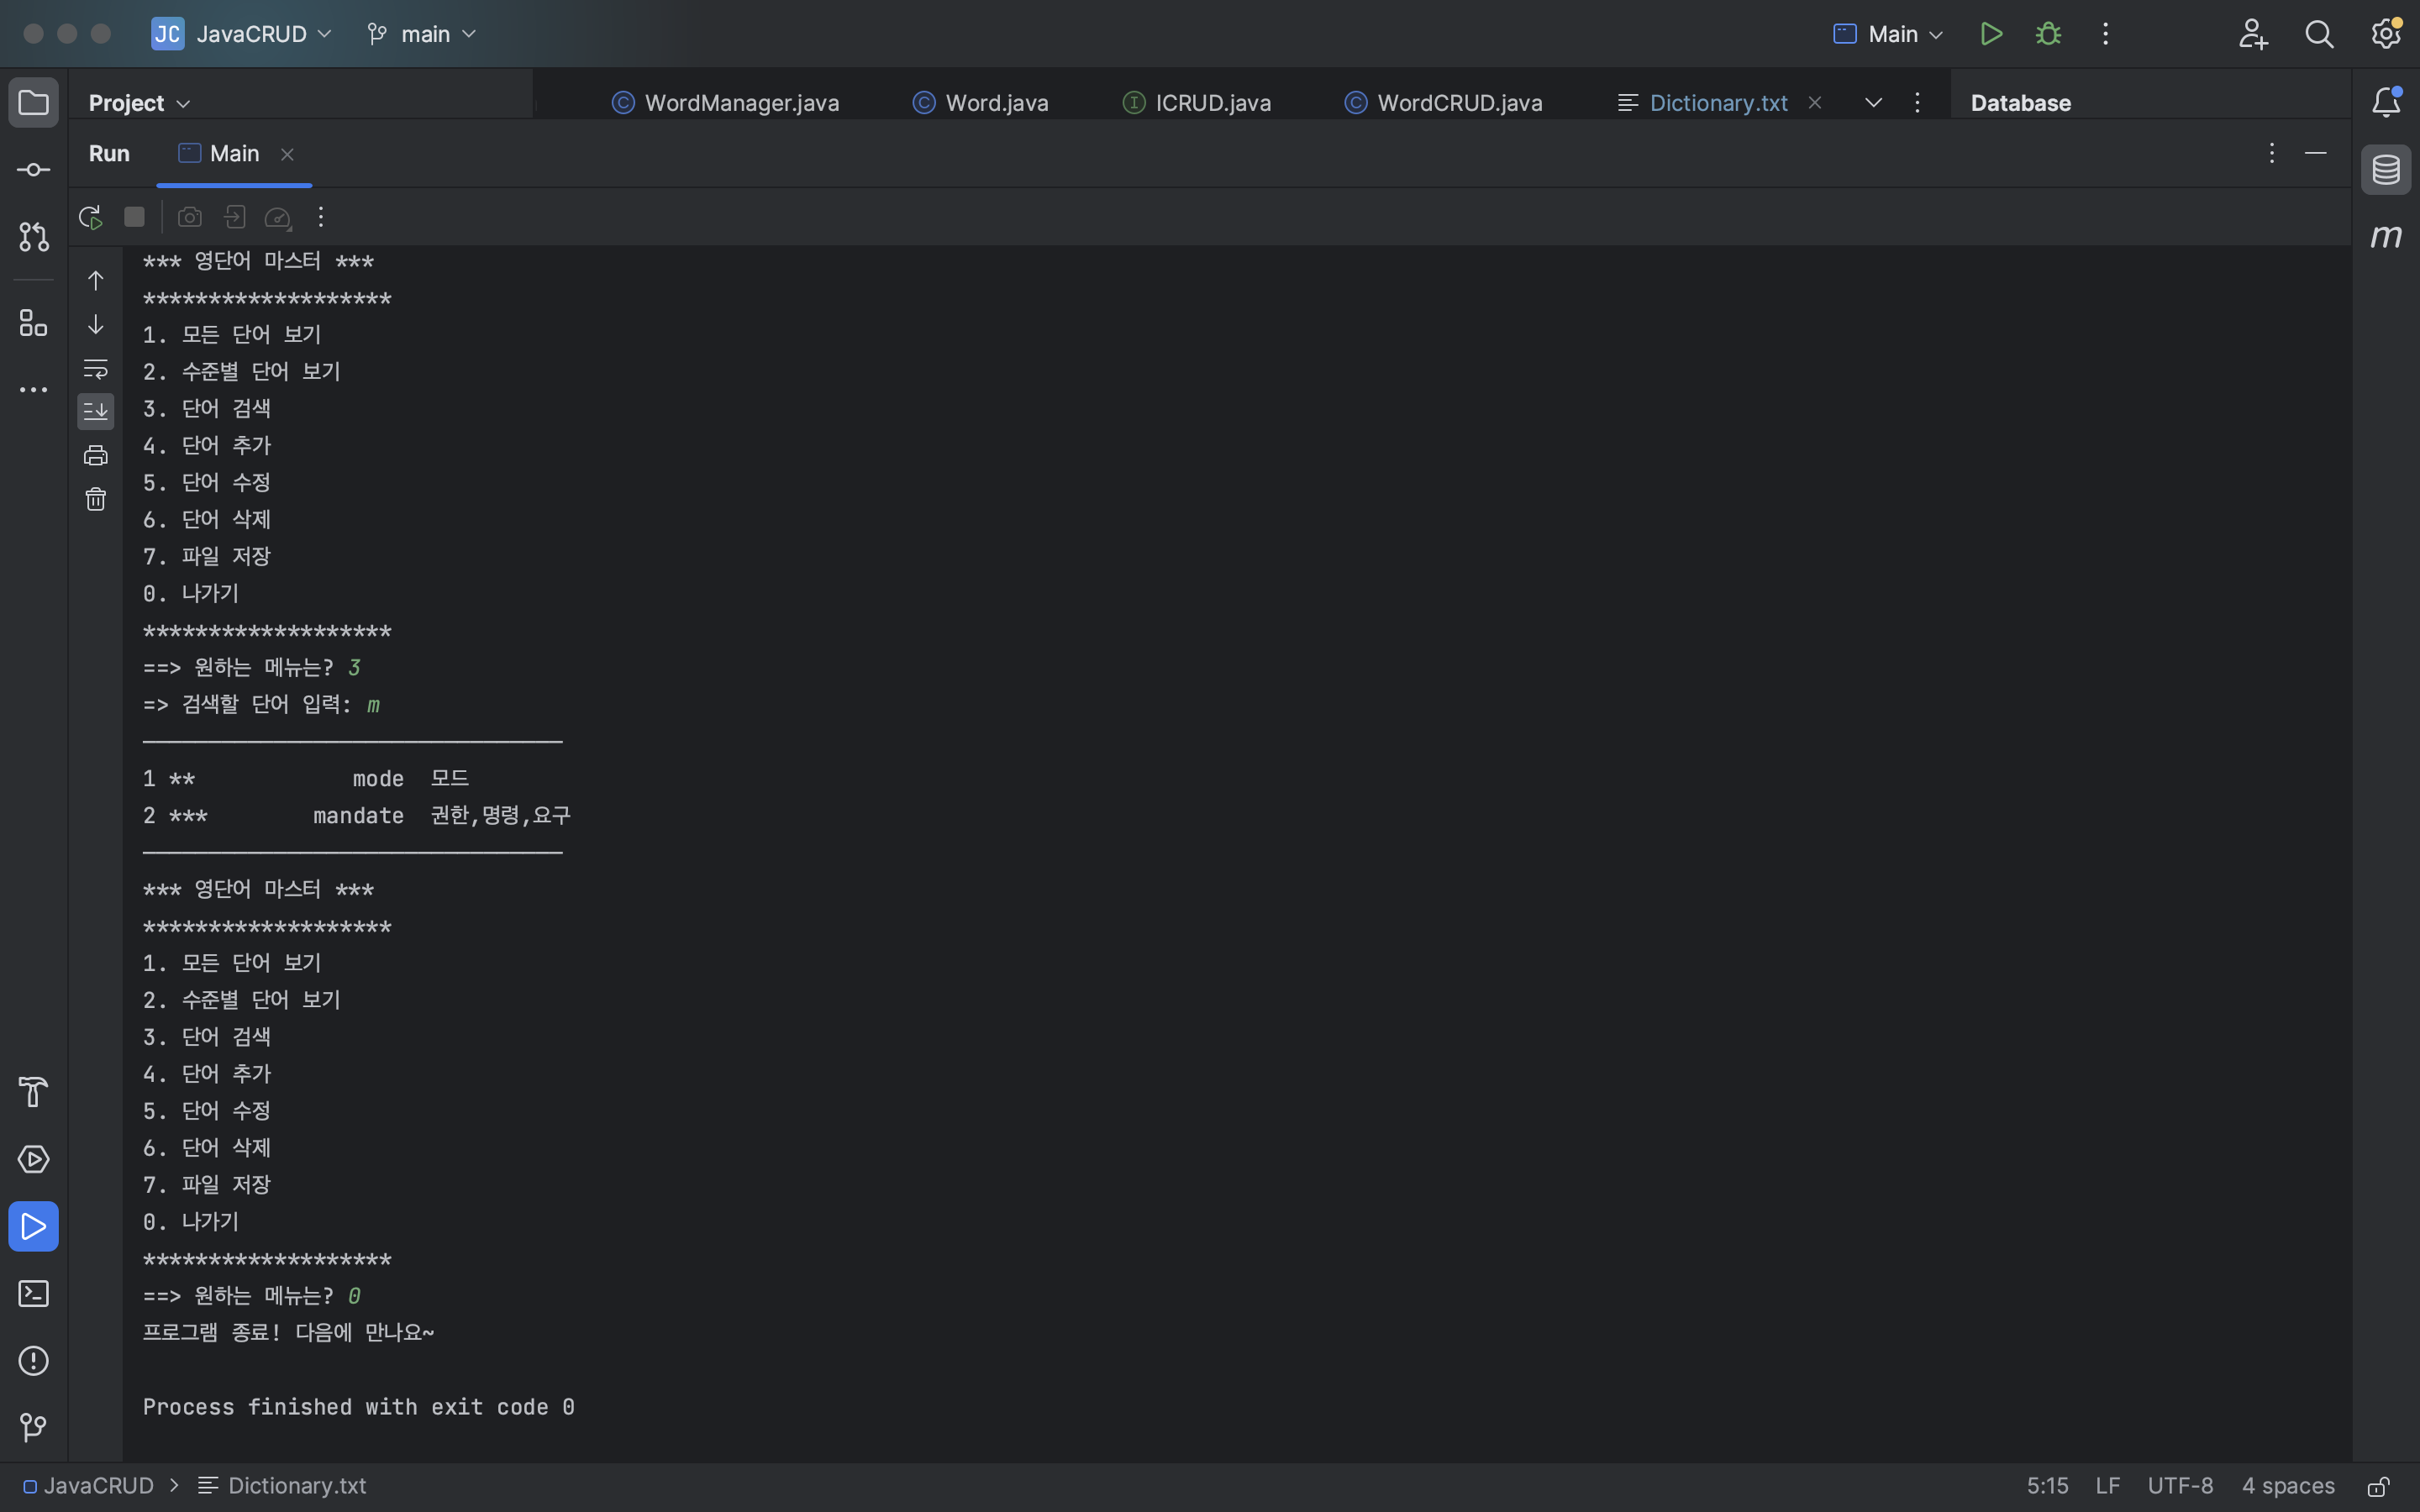 JC JavaCRUD main Main
Project WordManager.java Word.java ICRUD.java WordCRUD.java Dictionary.txt Database
Run Main
*** 영단어 마스터 ***
*******************
1. 모든 단어 보기
2. 수준별 단어 보기
3. 단어 검색
4. 단어 추가
5. 단어 수정
6. 단어 삭제
7. 파일 저장
0. 나가기
*******************
==> 원하는 메뉴는? 3
=> 검색할 단어 입력: m
--------------------------------
1 ** mode 모드
2 *** mandate 권한,명령,요구
--------------------------------
*** 영단어 마스터 ***
*******************
1. 모든 단어 보기
2. 수준별 단어 보기
3. 단어 검색
4. 단어 추가
5. 단어 수정
6. 단어 삭제
7. 파일 저장
0. 나가기
*******************
==> 원하는 메뉴는? 0
프로그램 종료! 다음에 만나요~
Process finished with exit code 0
JavaCRUD > Dictionary.txt 5:15 LF UTF-8 4 spaces